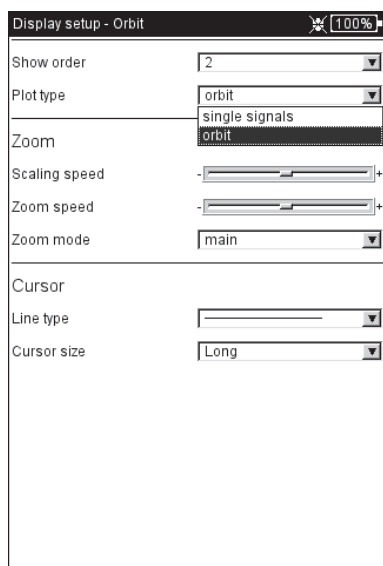 Display setup - Orbit 100%
Show order 2
Plot type orbit
single signals
orbit
Zoom
Scaling speed - +
Zoom speed - +
Zoom mode main
Cursor
Line type
Cursor size Long